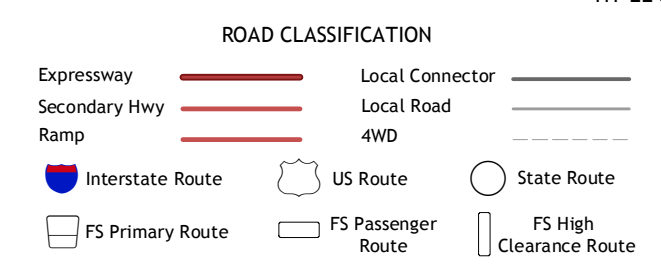 ROAD CLASSIFICATION
Expressway
Local Connector
Secondary Hwy
Local Road
Ramp
4WD
Interstate Route
US Route
State Route
FS Primary Route
FS Passenger
Route
FS High
Clearance Route